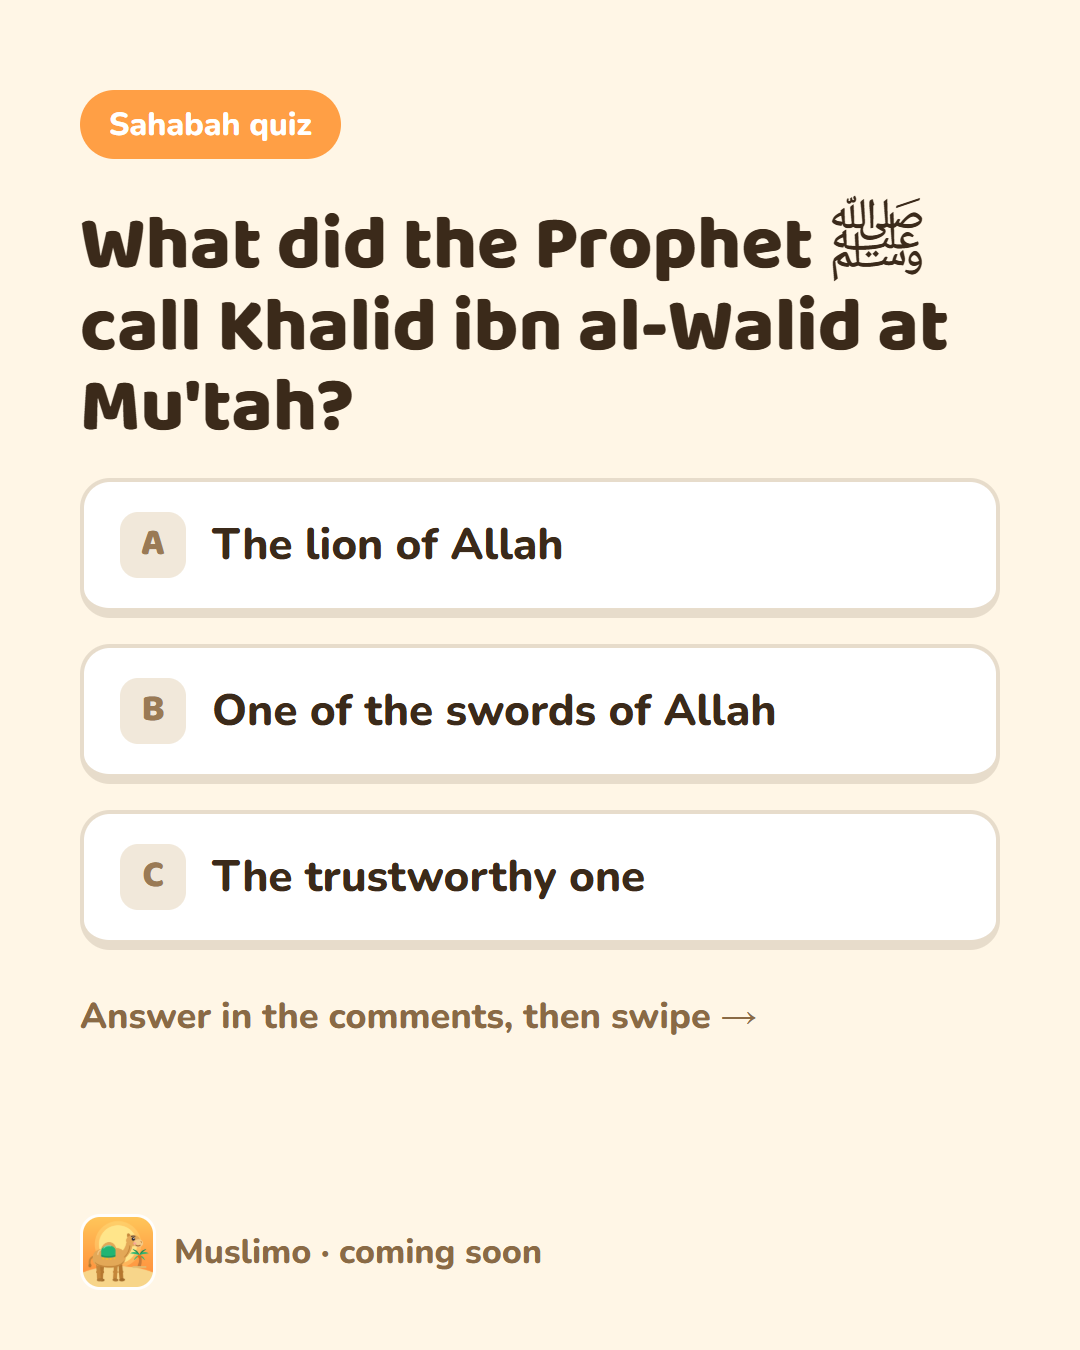 Sahabah quiz
What did the Prophet ﷺ
call Khalid ibn al-Walid at
Mu'tah?
A The lion of Allah
B One of the swords of Allah
C The trustworthy one
Answer in the comments, then swipe →
Muslimo · coming soon